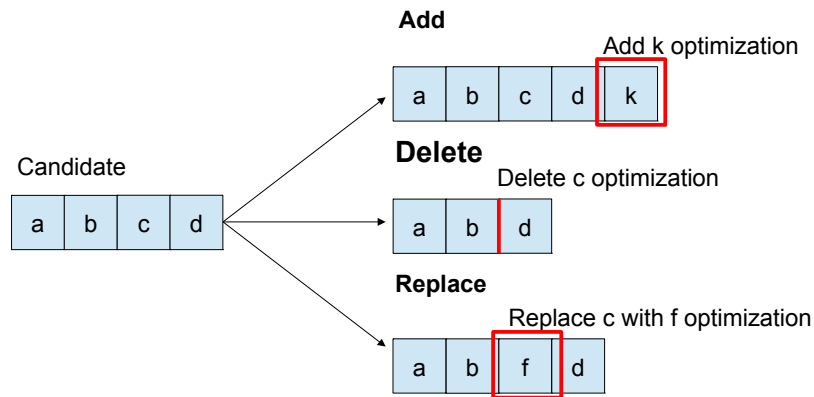 Add
Add k optimization
a b c d k
Delete
Delete c optimization
Candidate
a b c d
a b d
Replace
Replace c with f optimization
a b f d